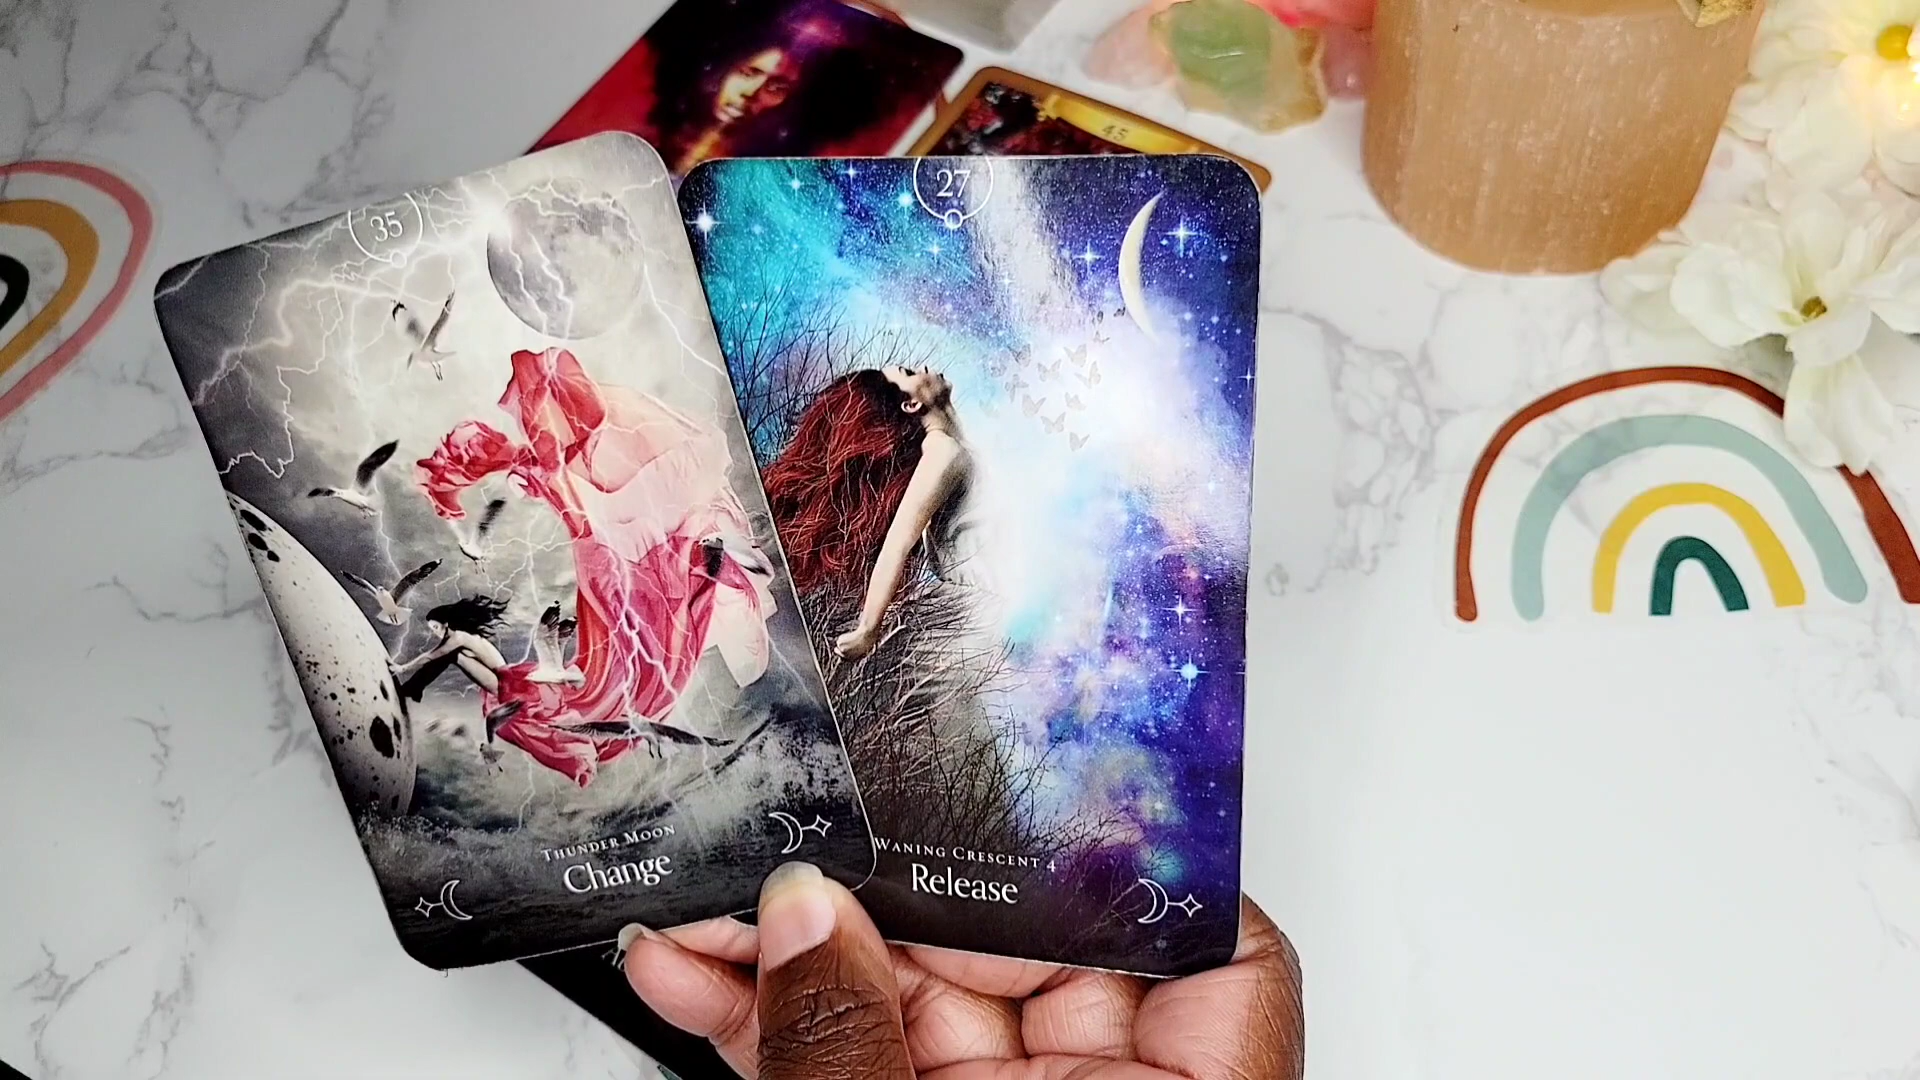 45
35
27
Thunder Moon
Change
Waning Crescent 4
Release